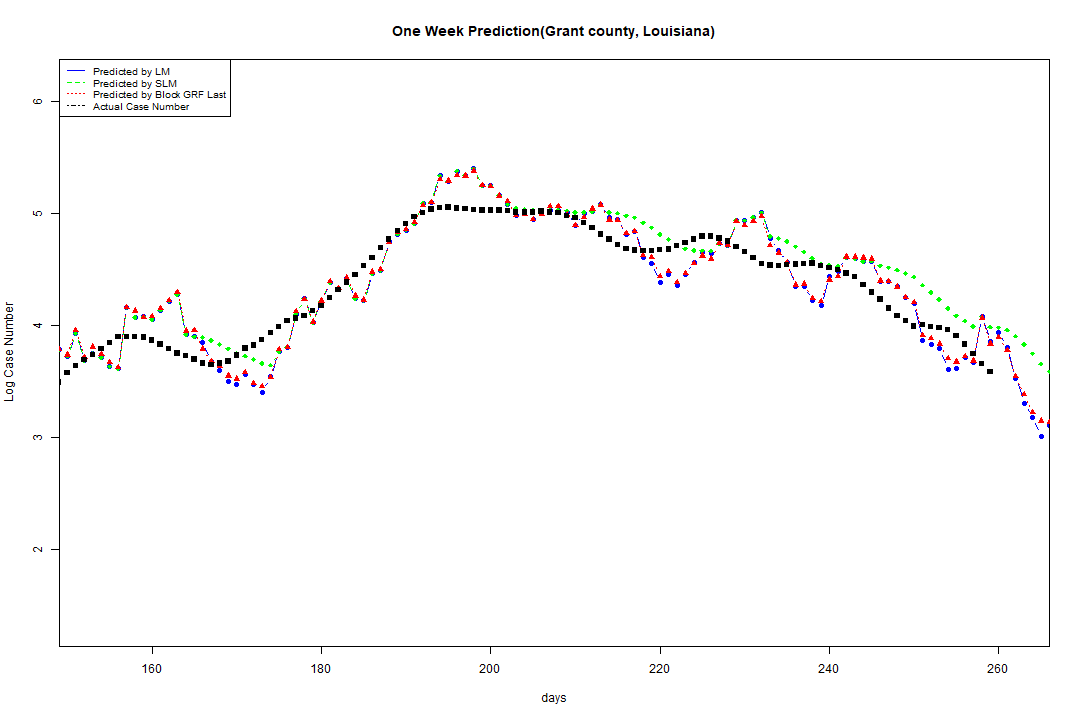 One Week Prediction(Grant county, Louisiana)
Predicted by LM
Predicted by SLM
Predicted by Block GRF Last
Actual Case Number
6
5
4
3
2
Log Case Number
160 180 200 220 240 260
days